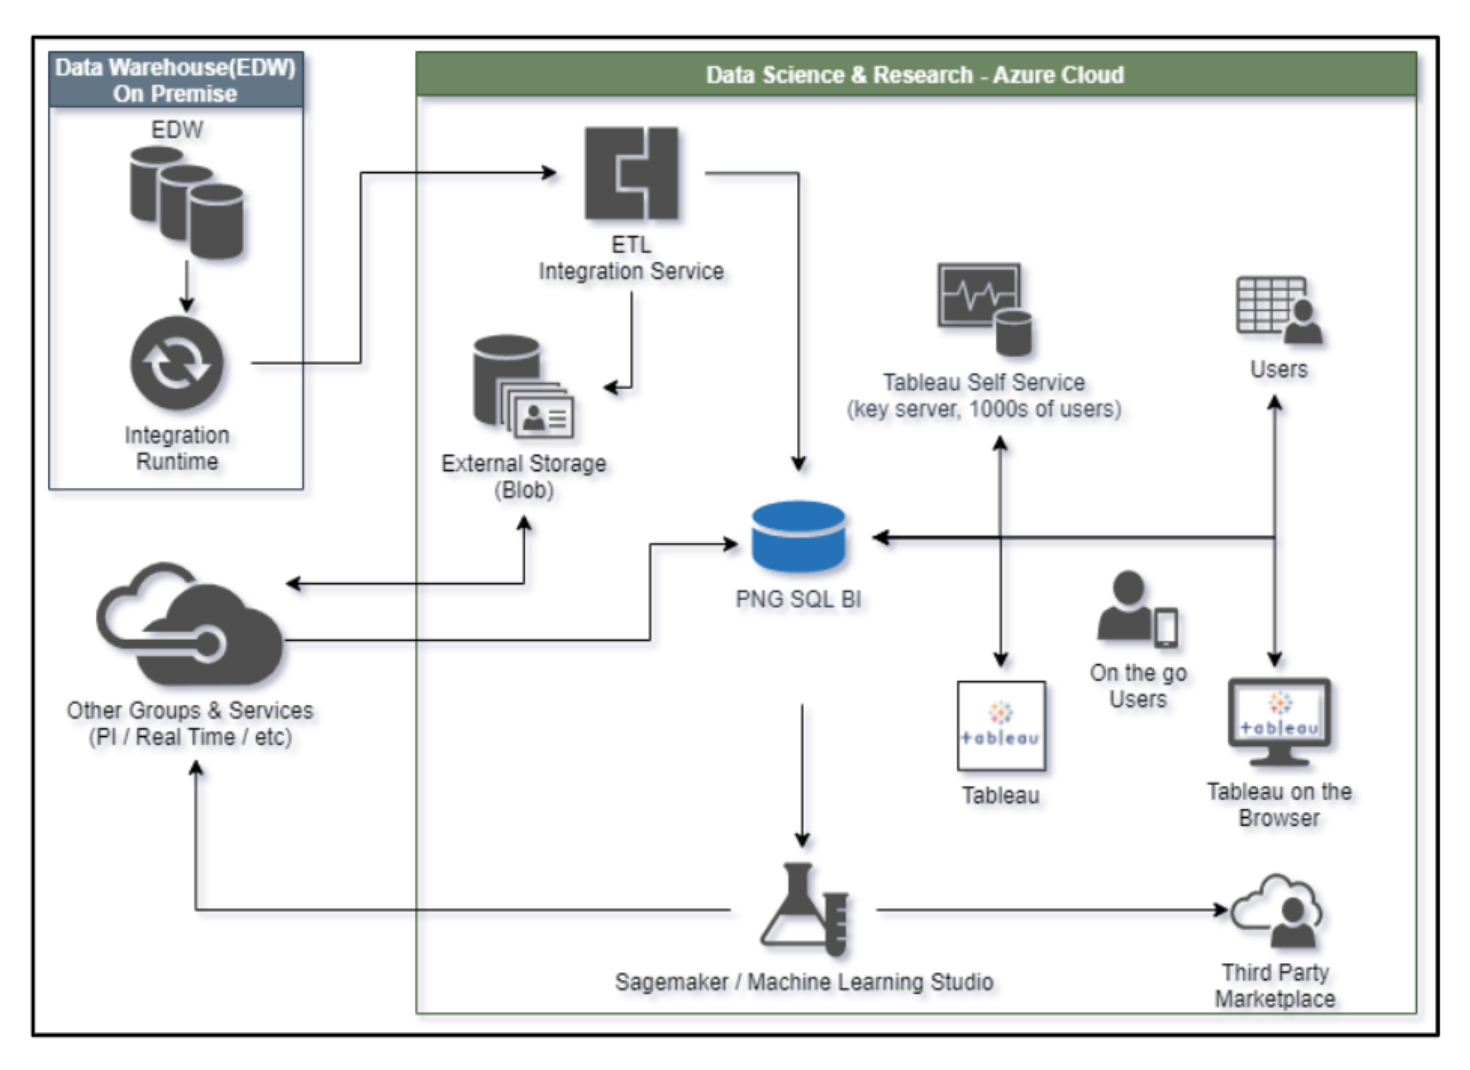 Data Warehouse(EDW)
On Premise
EDW
Integration
Runtime
Data Science & Research - Azure Cloud
ETL
Integration Service
External Storage
(Blob)
Tableau Self Service
(key server, 1000s of users)
Users
PNG SQL BI
Other Groups & Services
(PI / Real Time / etc)
On the go
Users
+ableau
Tableau
+ableau
Tableau on the
Browser
Sagemaker / Machine Learning Studio
Third Party
Marketplace